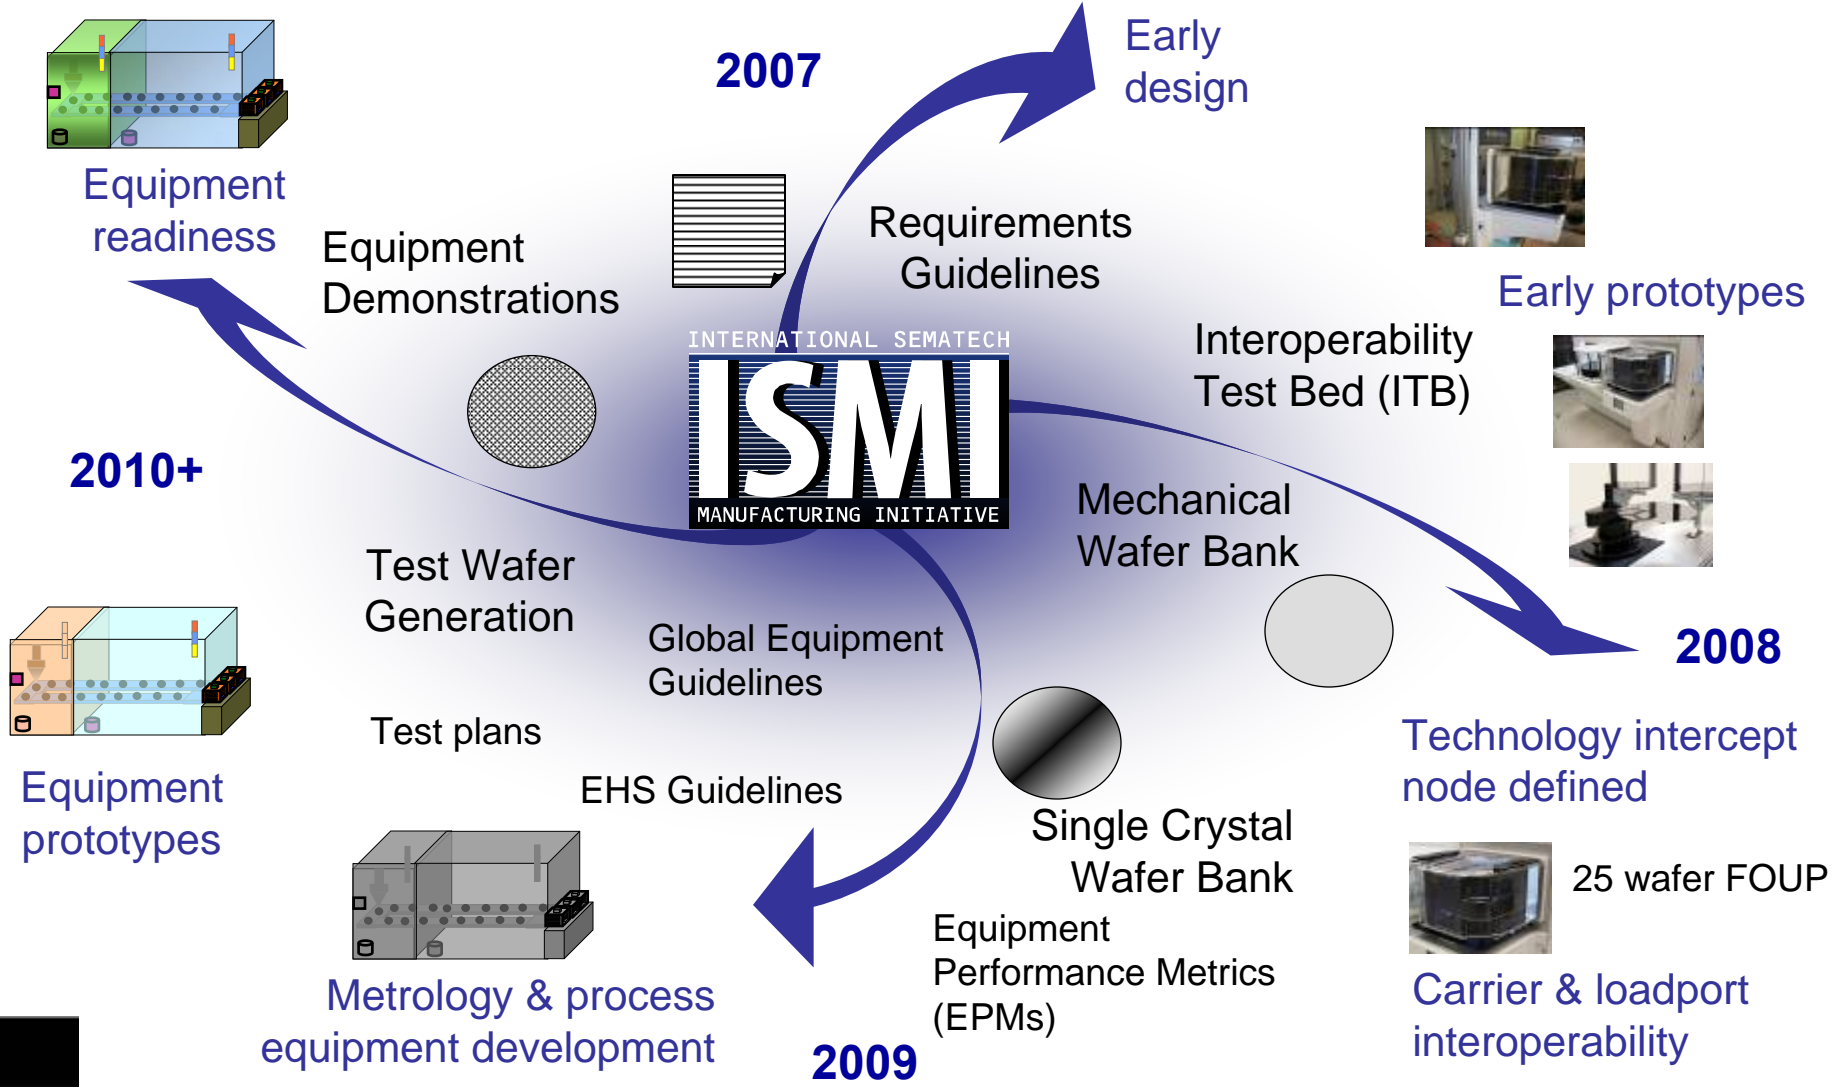 2007
Early
design
Equipment
readiness
Equipment
Demonstrations
Requirements
Guidelines
Early prototypes
INTERNATIONAL SEMATECH
ISMI
MANUFACTURING INITIATIVE
Interoperability
Test Bed (ITB)
2010+
Mechanical
Wafer Bank
Test Wafer
Generation
Global Equipment
Guidelines
2008
Test plans
EHS Guidelines
Technology intercept
node defined
Equipment
prototypes
Single Crystal
Wafer Bank
25 wafer FOUP
Equipment
Performance Metrics
(EPMs)
Metrology & process
equipment development
Carrier & loadport
interoperability
2009